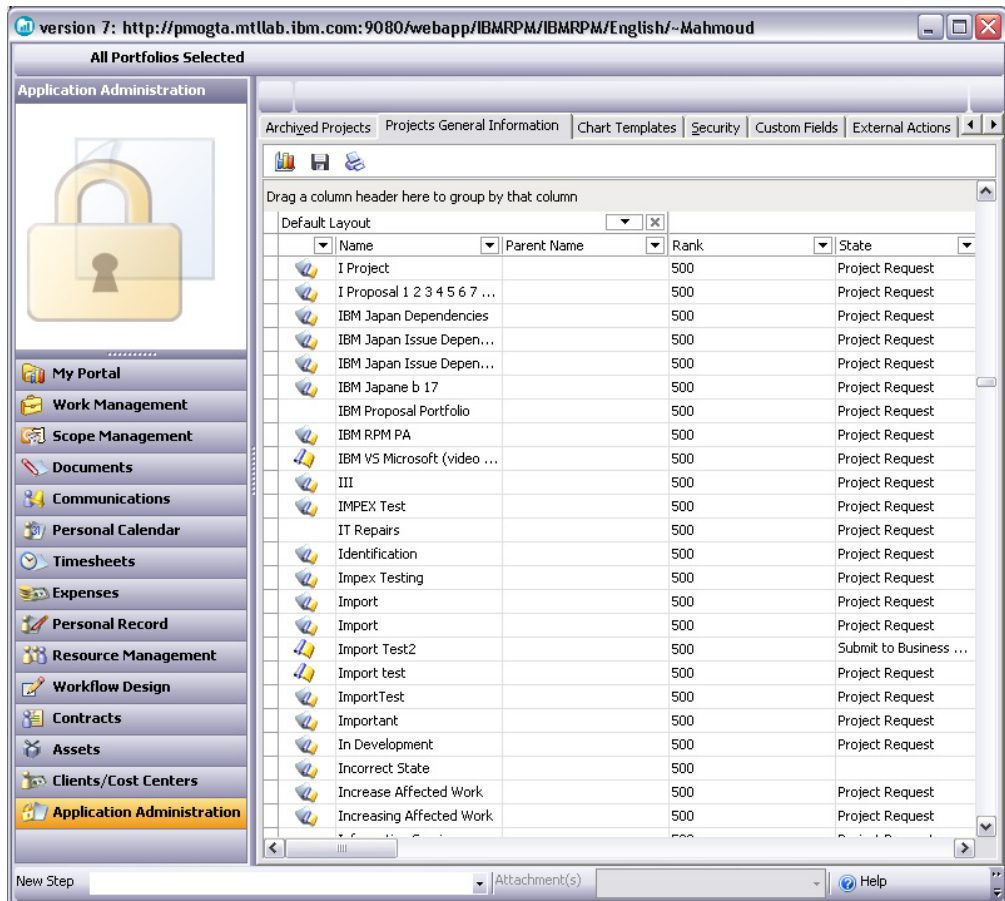 version 7: http://pmogta.mtllab.ibm.com:9080/webapp/IBMRPM/IBMRPM/English/~Mahmoud
All Portfolios Selected
Application Administration
My Portal
Work Management
Scope Management
Documents
Communications
31
Personal Calendar
Timesheets
Expenses
Personal Record
Resource Management
Workflow Design
Contracts
Assets
Clients/Cost Centers
Application Administration
Archived Projects Projects General Information Chart Templates Security Custom Fields External Actions
Drag a column header here to group by that column
Default Layout
Name Parent Name Rank State
I Project 500 Project Request
I Proposal 1 2 3 4 5 6 7 ... 500 Project Request
IBM Japan Dependencies 500 Project Request
IBM Japan Issue Depen... 500 Project Request
IBM Japan Issue Depen... 500 Project Request
IBM Japane b 17 500 Project Request
IBM Proposal Portfolio 500 Project Request
IBM RPM PA 500 Project Request
IBM VS Microsoft (video ... 500 Project Request
III 500 Project Request
IMPEX Test 500 Project Request
IT Repairs 500 Project Request
Identification 500 Project Request
Impex Testing 500 Project Request
Import 500 Project Request
Import 500 Project Request
Import Test2 500 Submit to Business ...
Import test 500 Project Request
ImportTest 500 Project Request
Important 500 Project Request
In Development 500 Project Request
Incorrect State 500
Increase Affected Work 500 Project Request
Increasing Affected Work 500 Project Request
New Step Attachment(s) Help